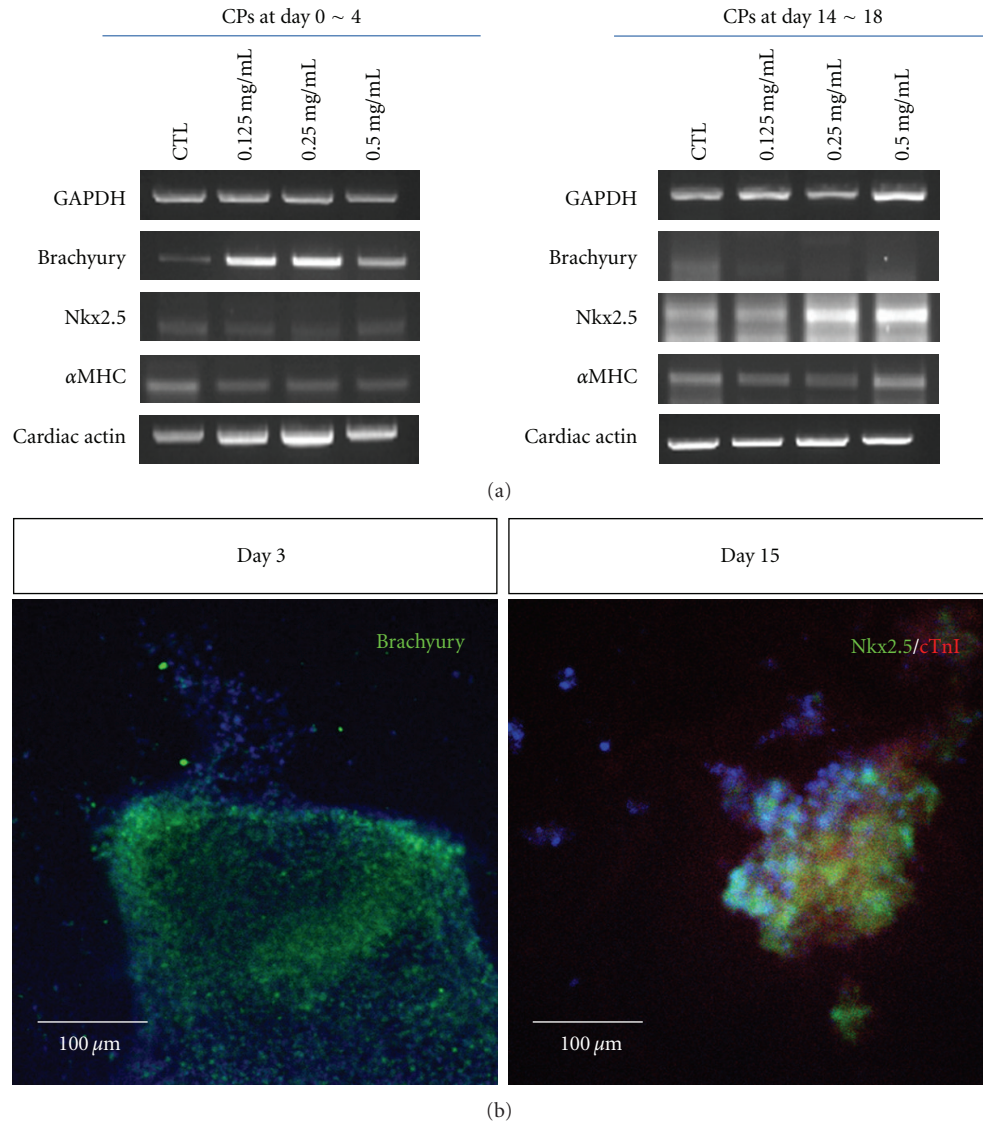 CPs at day 0 ~ 4
CTL
0.125 mg/mL
0.25 mg/mL
0.5 mg/mL
GAPDH
Brachyury
Nkx2.5
αMHC
Cardiac actin
CPs at day 14 ~ 18
CTL
0.125 mg/mL
0.25 mg/mL
0.5 mg/mL
GAPDH
Brachyury
Nkx2.5
αMHC
Cardiac actin
(a)
Day 3
Day 15
Brachyury
100 μm
Nkx2.5/cTnI
100 μm
(b)